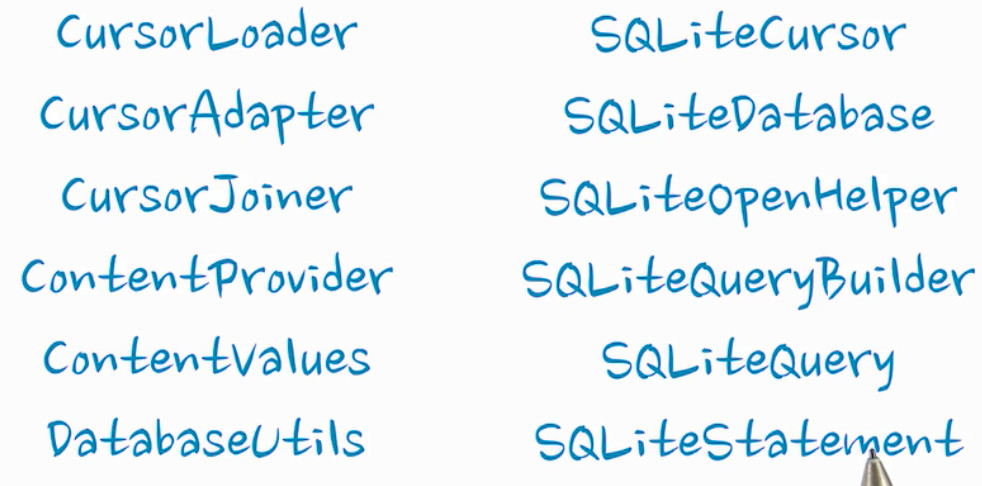 CursorLoader
CursorAdapter
CursorJoiner
ContentProvider
ContentValues
DatabaseUtils
SQLiteCursor
SQLiteDatabase
SQLiteOpenHelper
SQLiteQueryBuilder
SQLiteQuery
SQLiteStatement